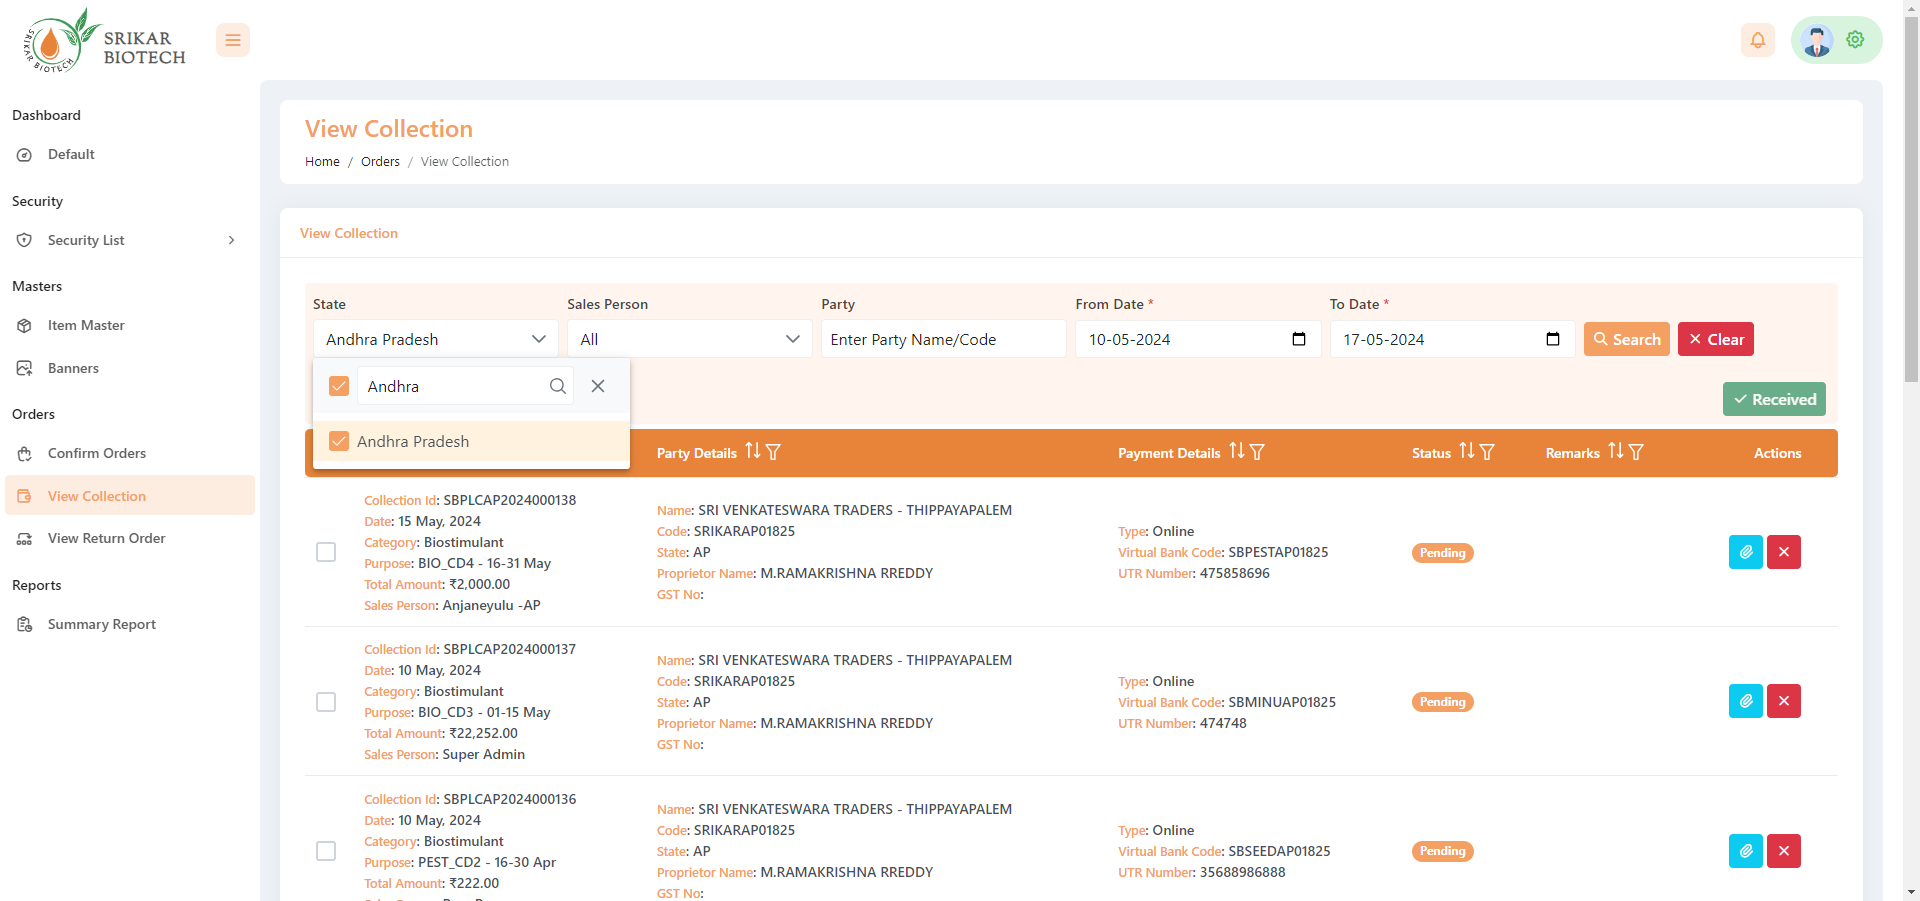 SRIKAR BIOTECH
SRIKAR
BIOTECH
Dashboard
Default
Security
Security List
Masters
Item Master
Banners
Orders
Confirm Orders
View Collection
View Return Order
Reports
Summary Report
View Collection
Home / Orders / View Collection
View Collection
State Sales Person Party From Date * To Date *
Andhra Pradesh All Enter Party Name/Code 10-05-2024 17-05-2024 Search Clear
Andhra
Received
Andhra Pradesh
Party Details Payment Details Status Remarks Actions
Collection Id: SBPLCAP2024000138
Date: 15 May, 2024
Category: Biostimulant
Purpose: BIO_CD4 - 16-31 May
Total Amount: ₹2,000.00
Sales Person: Anjaneyulu -AP
Name: SRI VENKATESWARA TRADERS - THIPPAYAPALEM
Code: SRIKARAP01825
State: AP
Proprietor Name: M.RAMAKRISHNA RREDDY
GST No:
Type: Online
Virtual Bank Code: SBPESTAP01825
UTR Number: 475858696
Pending
Collection Id: SBPLCAP2024000137
Date: 10 May, 2024
Category: Biostimulant
Purpose: BIO_CD3 - 01-15 May
Total Amount: ₹22,252.00
Sales Person: Super Admin
Name: SRI VENKATESWARA TRADERS - THIPPAYAPALEM
Code: SRIKARAP01825
State: AP
Proprietor Name: M.RAMAKRISHNA RREDDY
GST No:
Type: Online
Virtual Bank Code: SBMINUAP01825
UTR Number: 474748
Pending
Collection Id: SBPLCAP2024000136
Date: 10 May, 2024
Category: Biostimulant
Purpose: PEST_CD2 - 16-30 Apr
Total Amount: ₹222.00
Name: SRI VENKATESWARA TRADERS - THIPPAYAPALEM
Code: SRIKARAP01825
State: AP
Proprietor Name: M.RAMAKRISHNA RREDDY
GST No:
Type: Online
Virtual Bank Code: SBSEEDAP01825
UTR Number: 35688986888
Pending